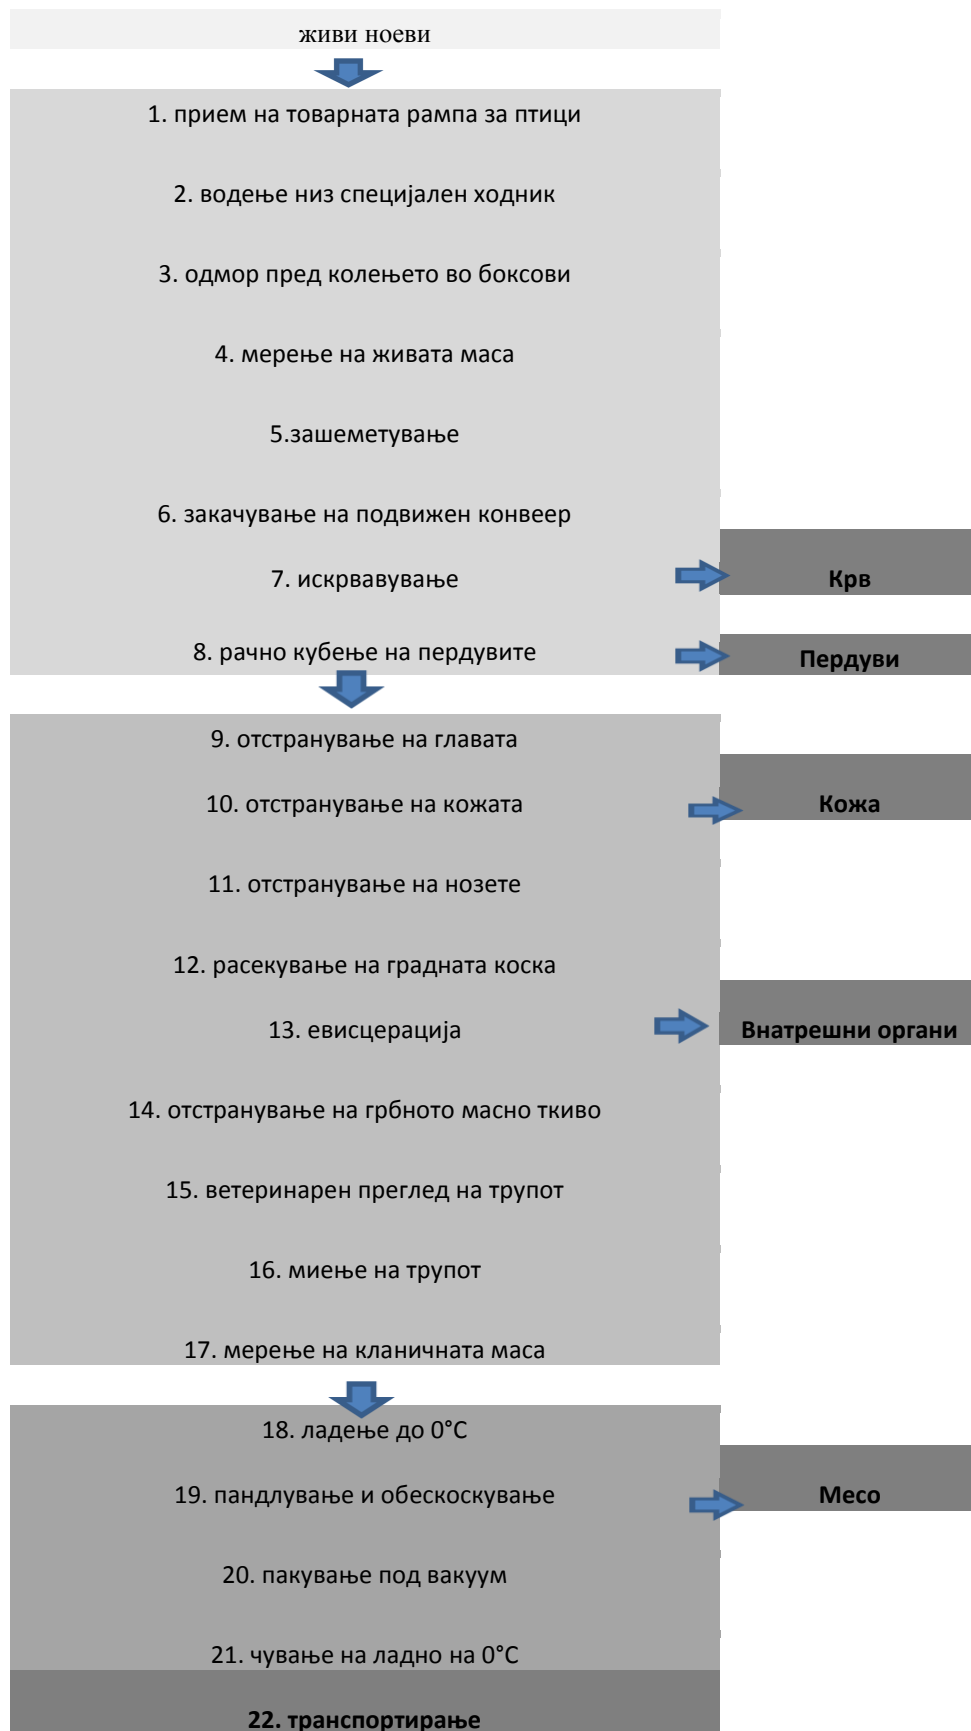 живи ноеви
1. прием на товарната рампа за птици
2. водење низ специјален ходник
3. одмор пред колењето во боксови
4. мерење на живата маса
5.зашеметување
6. закачување на подвижен конвеер
7. искрвавување
Крв
8. рачно кубење на пердувите
Пердуви
9. отстранување на главата
10. отстранување на кожата
Кожа
11. отстранување на нозете
12. расекување на градната коска
13. евисцерација
Внатрешни органи
14. отстранување на грбното масно ткиво
15. ветеринарен преглед на трупот
16. миење на трупот
17. мерење на кланичната маса
18. ладење до 0°C
19. пандлување и обескоскување
Месо
20. пакување под вакуум
21. чување на ладно на 0°C
22. транспортирање